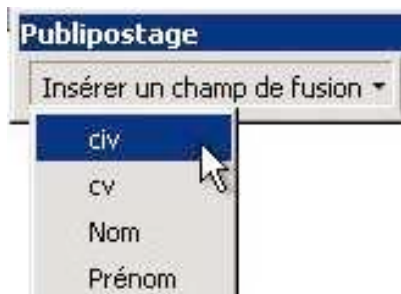 Publipostage
Insérer un champ de fusion
civ
cv
Nom
Prénom